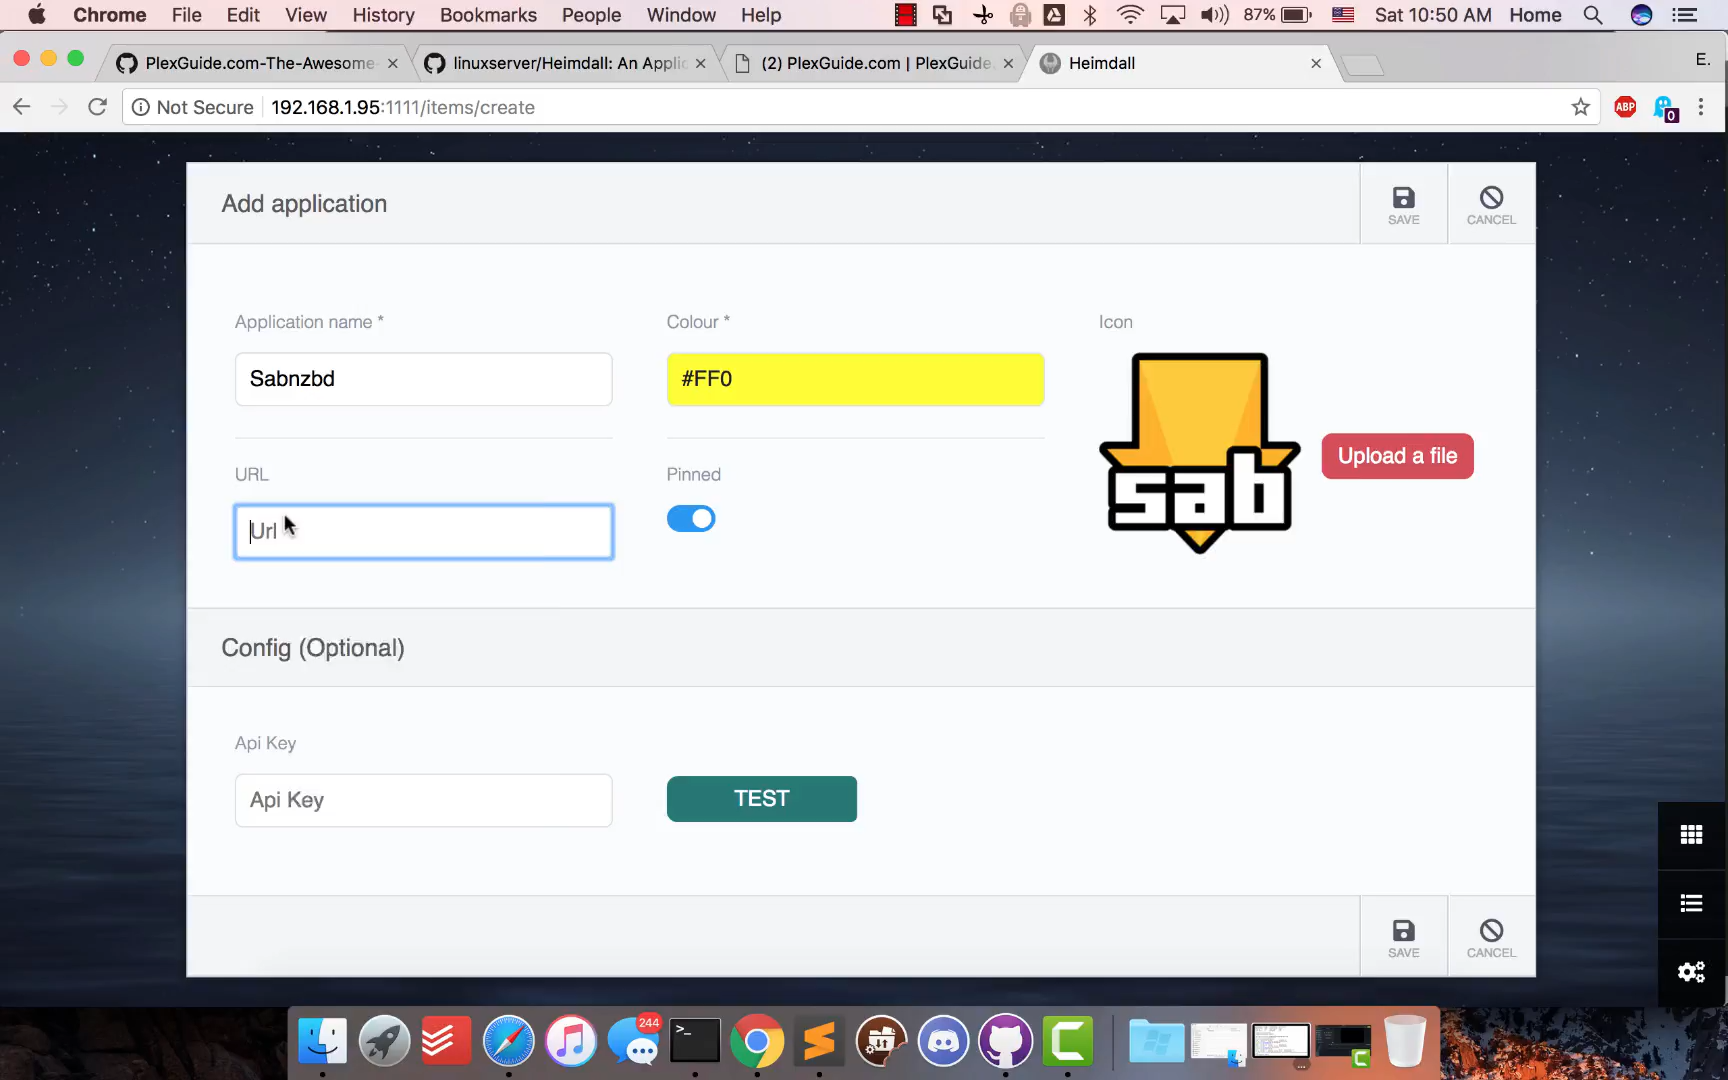 Chrome File Edit View History Bookmarks People Window Help 87% Sat 10:50 AM Home
PlexGuide.com-The-Awesome- linuxserver/Heimdall: An Applic (2) PlexGuide.com | PlexGuide. Heimdall E.
Not Secure 192.168.1.95:1111/items/create ABP 0
Add application SAVE CANCEL
Application name * Colour * Icon
Sabnzbd #FF0
sab
Upload a file
URL Pinned
Url
Config (Optional)
Api Key
Api Key TEST
SAVE CANCEL
244
>_